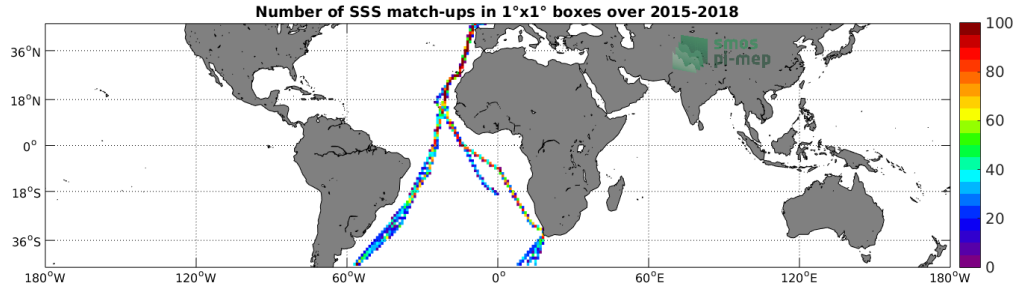 Number of SSS match-ups in 1°x1° boxes over 2015-2018
100
36°N
smos
pi-mep
80
18°N
60
0°
40
18°S
20
36°S
0
180°W 120°W 60°W 0° 60°E 120°E 180°W